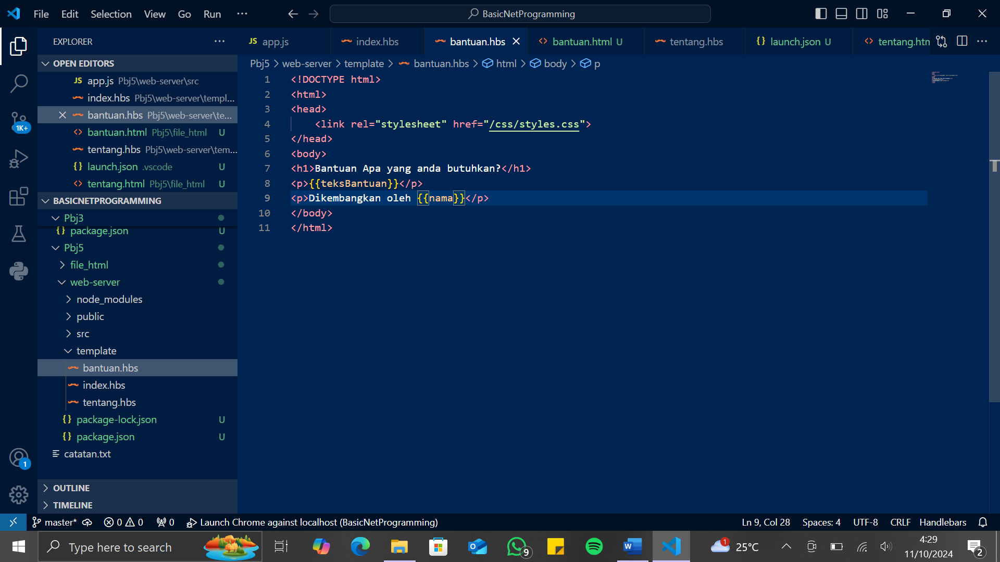 File Edit Selection View Go Run ···
BasicNetProgramming
EXPLORER
JS app.js
index.hbs
bantuan.hbs
bantuan.html U
tentang.hbs
{} launch.json U
tentang.htm
OPEN EDITORS
JS app.js Pbj5\web-server\src
index.hbs Pbj5\web-server\templ...
bantuan.hbs Pbj5\web-server\te...
bantuan.html Pbj5\file_html U
tentang.hbs Pbj5\web-server\tem...
{} launch.json .vscode U
tentang.html Pbj5\file_html U
BASICNETPROGRAMMING
Pbj3
{} package.json U
Pbj5
file_html
web-server
node_modules
public
src
template
bantuan.hbs
index.hbs
tentang.hbs
{} package-lock.json U
{} package.json U
catatan.txt
OUTLINE
TIMELINE
1K+
1
Pbj5 > web-server > template > bantuan.hbs > html > body > p
1 <!DOCTYPE html>
2 <html>
3 <head>
4 <link rel="stylesheet" href="/css/styles.css">
5 </head>
6 <body>
7 <h1>Bantuan Apa yang anda butuhkan?</h1>
8 <p>{{teksBantuan}}</p>
9 <p>Dikembangkan oleh {{nama}}</p>
10 </body>
11 </html>
master* 0 0 0 Launch Chrome against localhost (BasicNetProgramming)
Ln 9, Col 28 Spaces: 4 UTF-8 CRLF Handlebars
Type here to search
9
1
25°C
4:29
11/10/2024
2